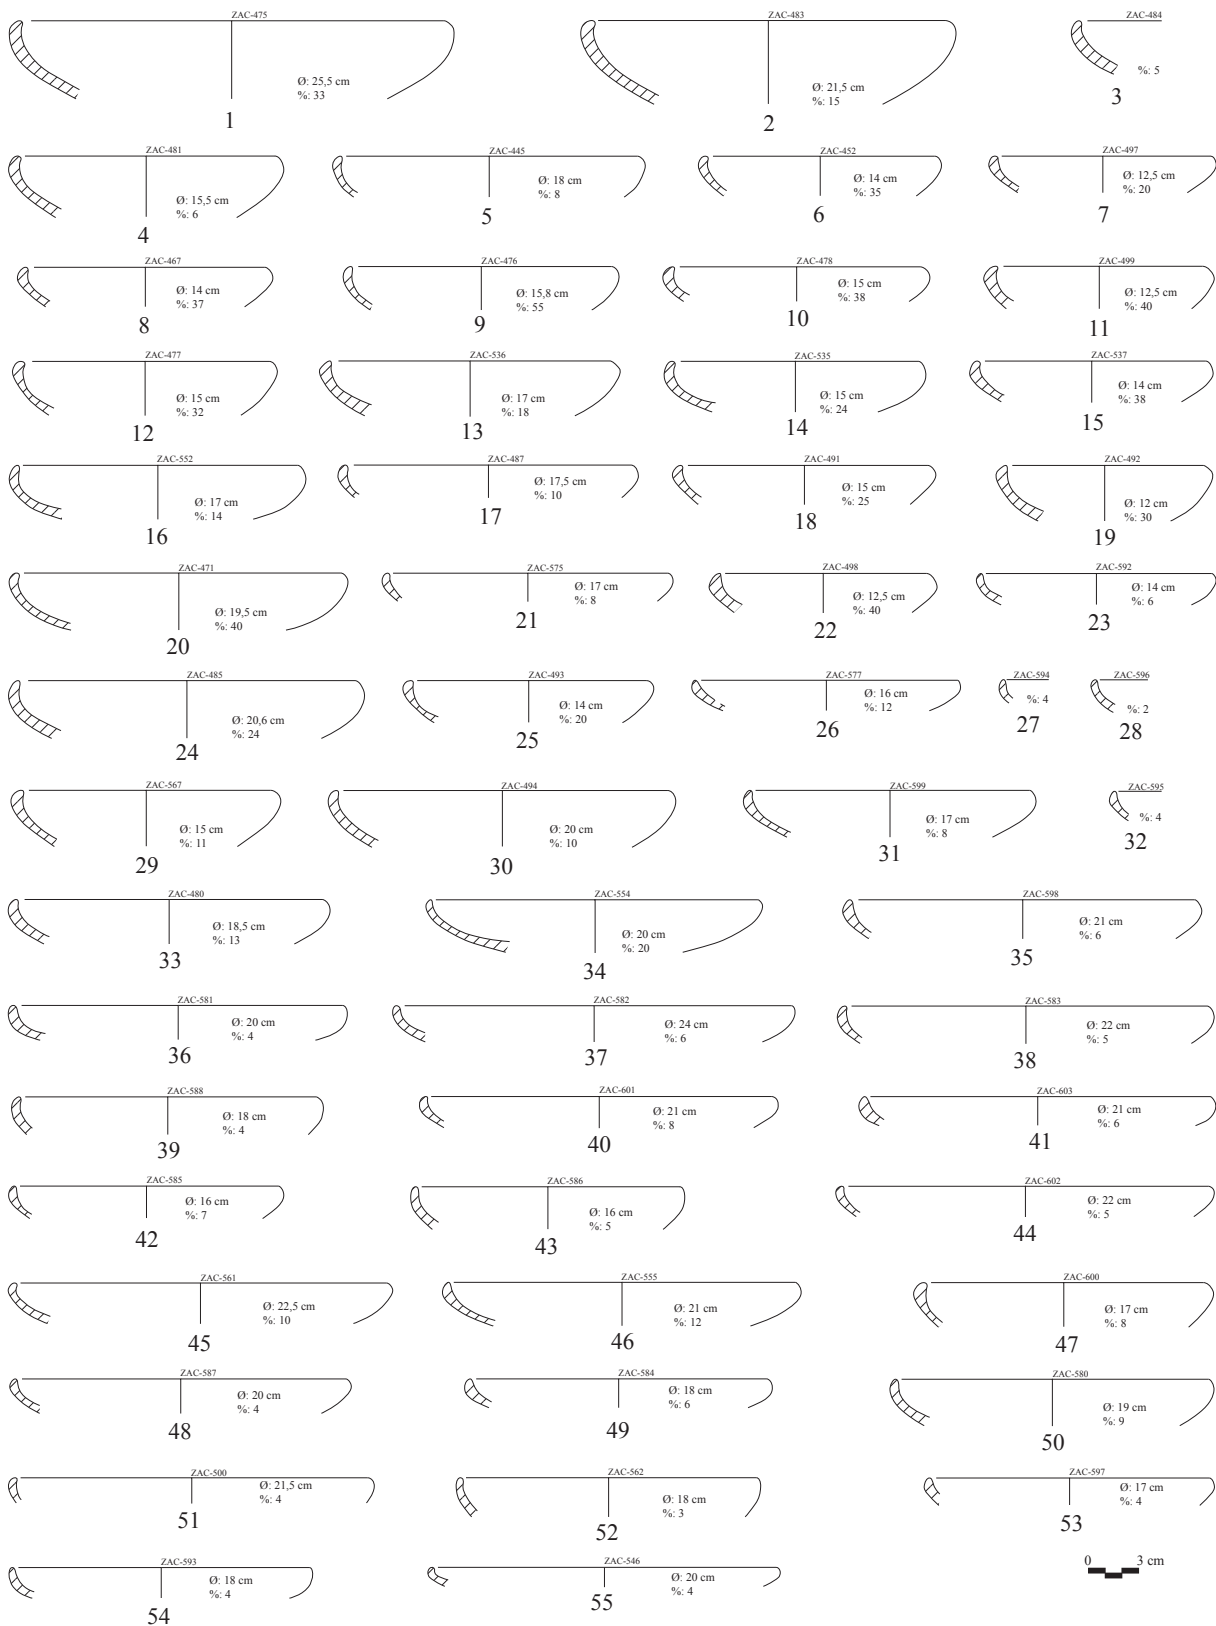 ZAC-475
Ø: 25,5 cm
%: 33
1
ZAC-483
Ø: 21,5 cm
%: 15
2
ZAC-484
%: 5
3
ZAC-481
Ø: 15,5 cm
%: 6
4
ZAC-445
Ø: 18 cm
%: 8
5
ZAC-452
Ø: 14 cm
%: 35
6
ZAC-497
Ø: 12,5 cm
%: 20
7
ZAC-467
Ø: 14 cm
%: 37
8
ZAC-476
Ø: 15,8 cm
%: 55
9
ZAC-478
Ø: 15 cm
%: 38
10
ZAC-499
Ø: 12,5 cm
%: 40
11
ZAC-477
Ø: 15 cm
%: 32
12
ZAC-536
Ø: 17 cm
%: 18
13
ZAC-535
Ø: 15 cm
%: 24
14
ZAC-537
Ø: 14 cm
%: 38
15
ZAC-552
Ø: 17 cm
%: 14
16
ZAC-487
Ø: 17,5 cm
%: 10
17
ZAC-491
Ø: 15 cm
%: 25
18
ZAC-492
Ø: 12 cm
%: 30
19
ZAC-471
Ø: 19,5 cm
%: 40
20
ZAC-575
Ø: 17 cm
%: 8
21
ZAC-498
Ø: 12,5 cm
%: 40
22
ZAC-592
Ø: 14 cm
%: 6
23
ZAC-485
Ø: 20,6 cm
%: 24
24
ZAC-493
Ø: 14 cm
%: 20
25
ZAC-577
Ø: 16 cm
%: 12
26
ZAC-594
%: 4
27
ZAC-596
%: 2
28
ZAC-567
Ø: 15 cm
%: 11
29
ZAC-494
Ø: 20 cm
%: 10
30
ZAC-599
Ø: 17 cm
%: 8
31
ZAC-595
%: 4
32
ZAC-480
Ø: 18,5 cm
%: 13
33
ZAC-554
Ø: 20 cm
%: 20
34
ZAC-598
Ø: 21 cm
%: 6
35
ZAC-581
Ø: 20 cm
%: 4
36
ZAC-582
Ø: 24 cm
%: 6
37
ZAC-583
Ø: 22 cm
%: 5
38
ZAC-588
Ø: 18 cm
%: 4
39
ZAC-601
Ø: 21 cm
%: 8
40
ZAC-603
Ø: 21 cm
%: 6
41
ZAC-585
Ø: 16 cm
%: 7
42
ZAC-586
Ø: 16 cm
%: 5
43
ZAC-602
Ø: 22 cm
%: 5
44
ZAC-561
Ø: 22,5 cm
%: 10
45
ZAC-555
Ø: 21 cm
%: 12
46
ZAC-600
Ø: 17 cm
%: 8
47
ZAC-587
Ø: 20 cm
%: 4
48
ZAC-584
Ø: 18 cm
%: 6
49
ZAC-580
Ø: 19 cm
%: 9
50
ZAC-500
Ø: 21,5 cm
%: 4
51
ZAC-562
Ø: 18 cm
%: 3
52
ZAC-597
Ø: 17 cm
%: 4
53
ZAC-593
Ø: 18 cm
%: 4
54
ZAC-546
Ø: 20 cm
%: 4
55
0 3 cm